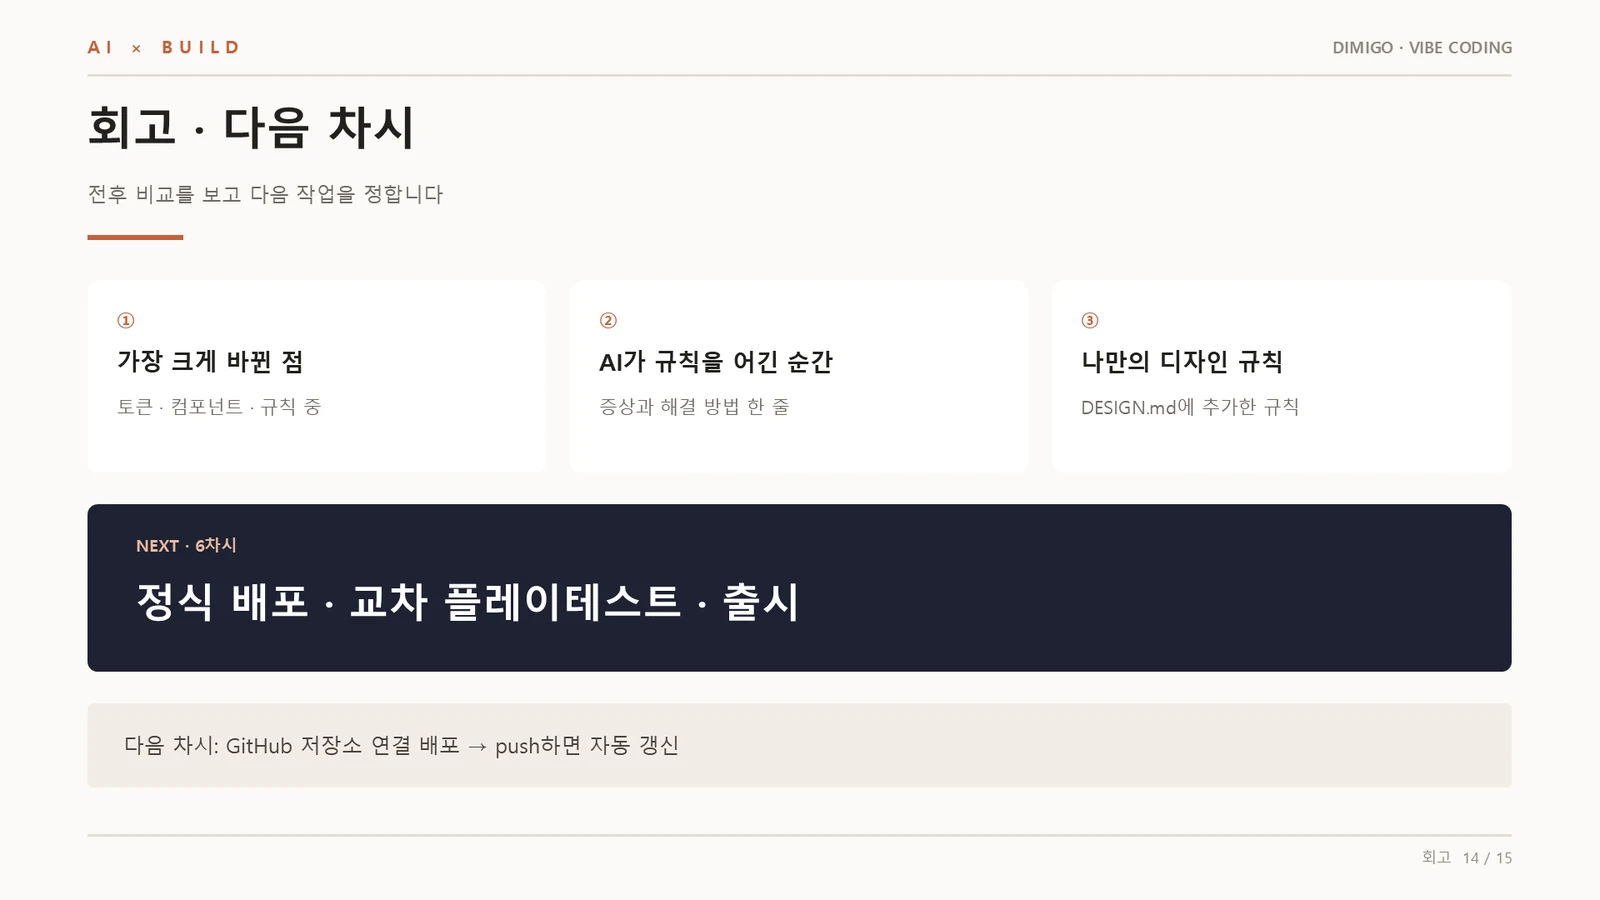 AI × BUILD
DIMIGO · VIBE CODING
회고 · 다음 차시
전후 비교를 보고 다음 작업을 정합니다
①
가장 크게 바뀐 점
토큰 · 컴포넌트 · 규칙 중
②
AI가 규칙을 어긴 순간
증상과 해결 방법 한 줄
③
나만의 디자인 규칙
DESIGN.md에 추가한 규칙
NEXT · 6차시
정식 배포 · 교차 플레이테스트 · 출시
다음 차시: GitHub 저장소 연결 배포 → push하면 자동 갱신
회고 14 / 15